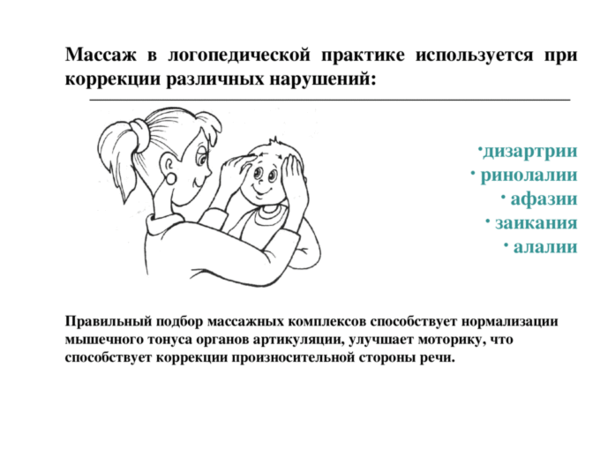 Массаж в логопедической практике используется при
коррекции различных нарушений:
•дизартрии
• ринолалии
• афазии
• заикания
• алалии
Правильный подбор массажных комплексов способствует нормализации
мышечного тонуса органов артикуляции, улучшает моторику, что
способствует коррекции произносительной стороны речи.